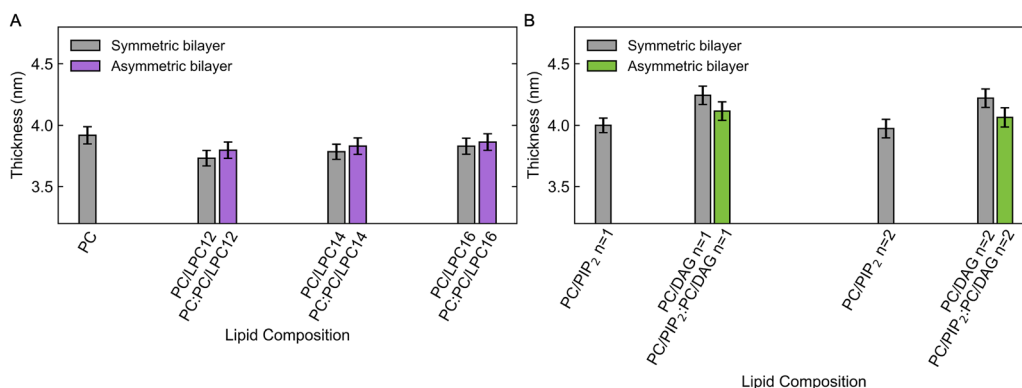 A
Symmetric bilayer
Asymmetric bilayer
Thickness (nm)
4.5
4.0
3.5
PC
PC/LPC12
PC:PC/LPC12
PC/LPC14
PC:PC/LPC14
PC/LPC16
PC:PC/LPC16
Lipid Composition
B
Symmetric bilayer
Asymmetric bilayer
Thickness (nm)
4.5
4.0
3.5
PC/PIP₂ n=1
PC/DAG n=1
PC/PIP₂:PC/DAG n=1
PC/PIP₂ n=2
PC/DAG n=2
PC/PIP₂:PC/DAG n=2
Lipid Composition